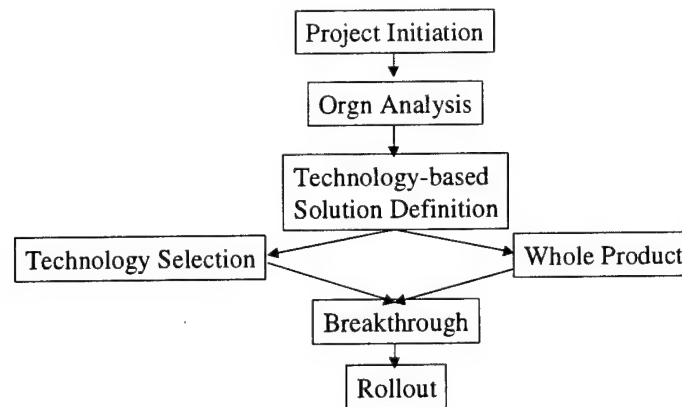 Project Initiation
Orgn Analysis
Technology-based
Solution Definition
Technology Selection
Whole Product
Breakthrough
Rollout